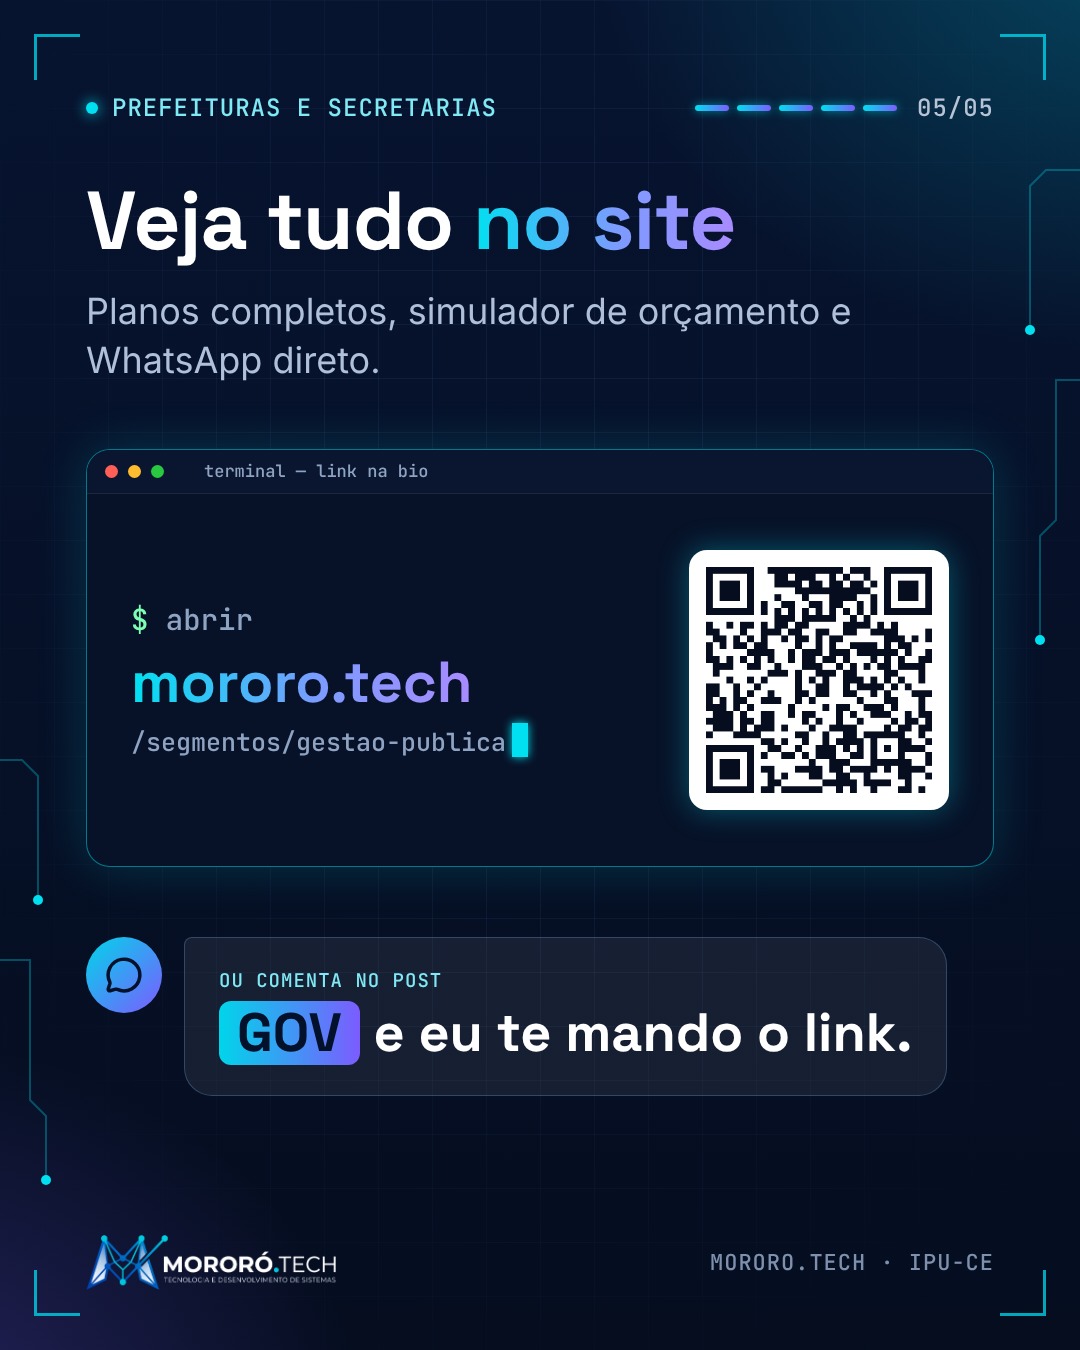 PREFEITURAS E SECRETARIAS
05/05
Veja tudo no site
Planos completos, simulador de orçamento e
WhatsApp direto.
terminal — link na bio
$ abrir
mororo.tech
/segmentos/gestao-publica
OU COMENTA NO POST
GOV e eu te mando o link.
MORORÓ.TECH
TECNOLOGIA E DESENVOLVIMENTO DE SISTEMAS
MORORO.TECH · IPU-CE